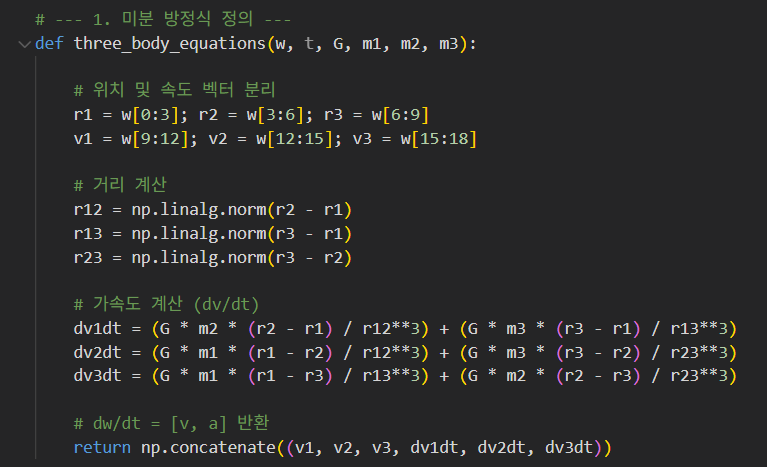 # --- 1. 미분 방정식 정의 ---
def three_body_equations(w, t, G, m1, m2, m3):
# 위치 및 속도 벡터 분리
r1 = w[0:3]; r2 = w[3:6]; r3 = w[6:9]
v1 = w[9:12]; v2 = w[12:15]; v3 = w[15:18]
# 거리 계산
r12 = np.linalg.norm(r2 - r1)
r13 = np.linalg.norm(r3 - r1)
r23 = np.linalg.norm(r3 - r2)
# 가속도 계산 (dv/dt)
dv1dt = (G * m2 * (r2 - r1) / r12**3) + (G * m3 * (r3 - r1) / r13**3)
dv2dt = (G * m1 * (r1 - r2) / r12**3) + (G * m3 * (r3 - r2) / r23**3)
dv3dt = (G * m1 * (r1 - r3) / r13**3) + (G * m2 * (r2 - r3) / r23**3)
# dw/dt = [v, a] 반환
return np.concatenate((v1, v2, v3, dv1dt, dv2dt, dv3dt))